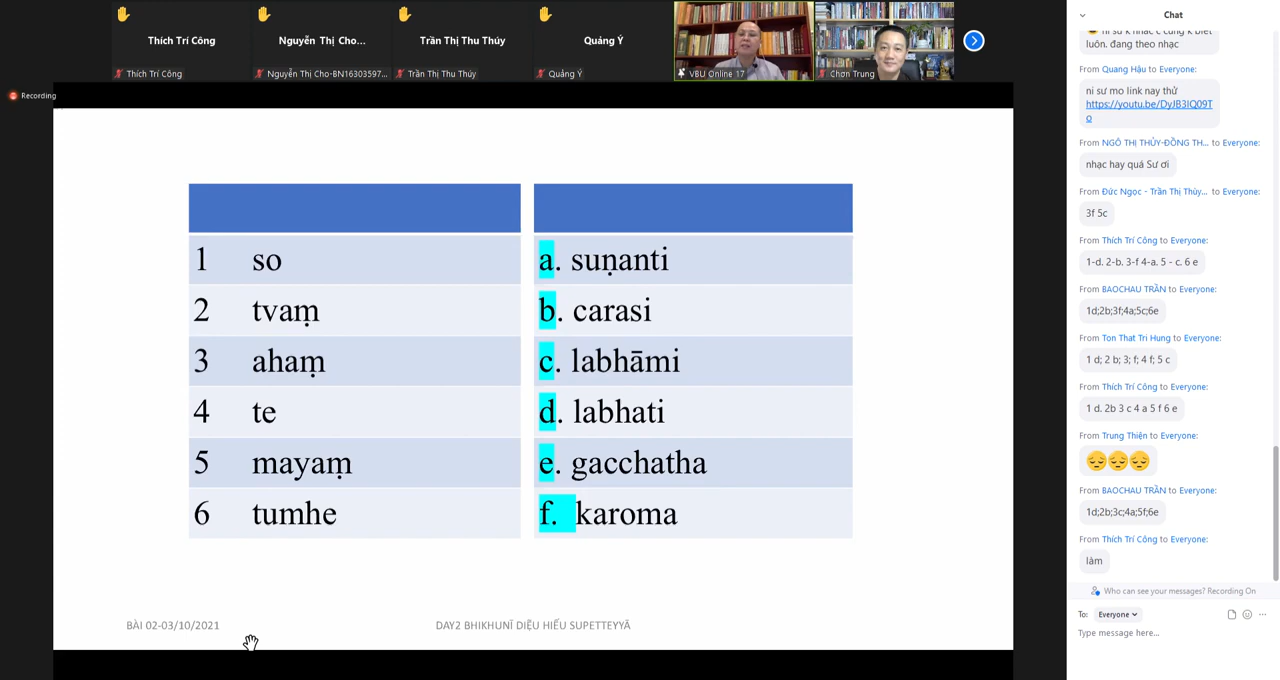 Thích Trí Công
Nguyễn Thị Cho...
Trần Thị Thu Thúy
Quảng Ý
Thích Trí Công
Nguyễn Thị Cho-BN16303597...
Trần Thị Thu Thúy
Quảng Ý
VBU Online 17
Chơn Trung
Recording
1 so
a. suṇanti
2 tvaṃ
b. carasi
3 ahaṃ
c. labhāmi
4 te
d. labhati
5 mayaṃ
e. gacchatha
6 tumhe
f. karoma
BÀI 02-03/10/2021
DAY2 BHIKHUNĪ DIỆU HIẾU SUPETTEYYĀ
Chat
luôn. đang theo nhạc
From Quang Hậu to Everyone:
ni sư mo link nay thử
https://youtu.be/DyJB3lQ09T
o
From NGÔ THỊ THỦY-ĐỒNG TH... to Everyone:
nhạc hay quá Sư ơi
From Đức Ngọc - Trần Thị Thùy... to Everyone:
3f 5c
From Thích Trí Công to Everyone:
1-d. 2-b. 3-f 4-a. 5 - c. 6 e
From BAOCHAU TRẦN to Everyone:
1d;2b;3f;4a;5c;6e
From Ton That Tri Hung to Everyone:
1 d; 2 b; 3; f; 4 f; 5 c
From Thích Trí Công to Everyone:
1 d. 2b 3 c 4 a 5 f 6 e
From Trung Thiện to Everyone:
From BAOCHAU TRẦN to Everyone:
1d;2b;3c;4a;5f;6e
From Thích Trí Công to Everyone:
lảm
Who can see your messages? Recording On
To: Everyone
Type message here...